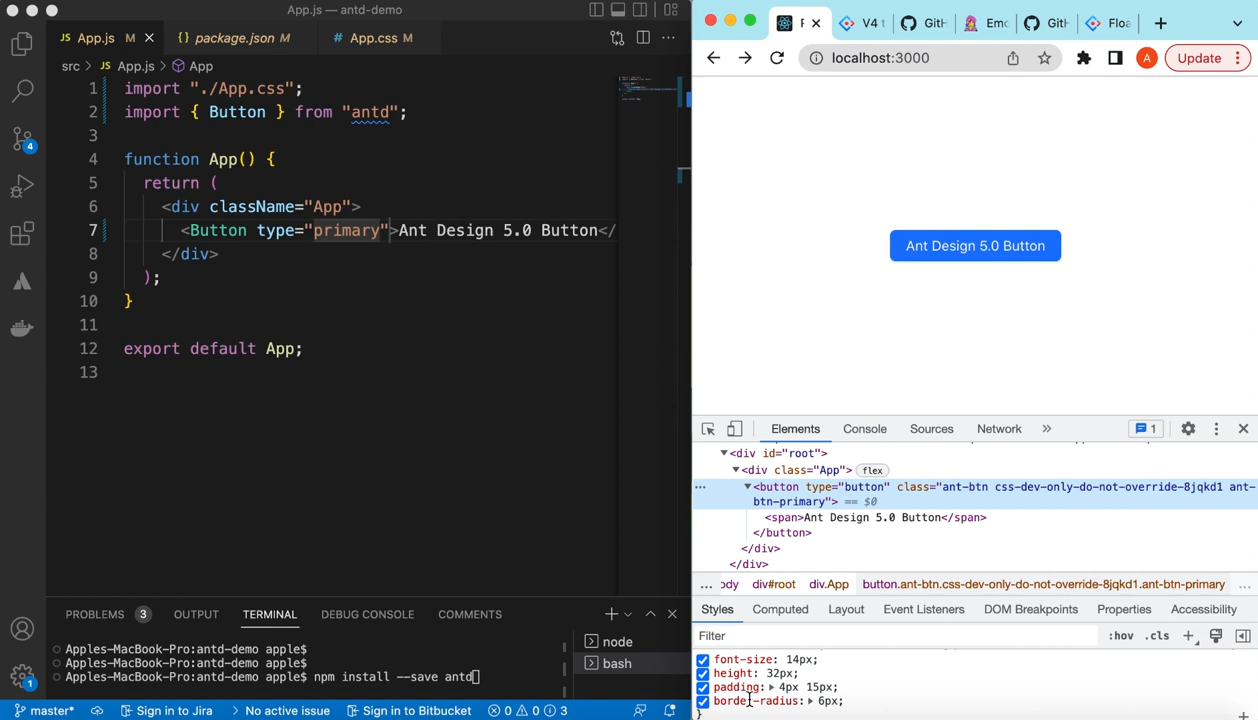 App.js — antd-demo
JS App.js M
{} package.json M
# App.css M
src > JS App.js > App
1 import "./App.css";
2 import { Button } from "antd";
3
4 function App() {
5 return (
6 <div className="App">
7 <Button type="primary">Ant Design 5.0 Button</
8 </div>
9 );
10 }
11
12 export default App;
13
4
1
PROBLEMS 3 OUTPUT TERMINAL DEBUG CONSOLE COMMENTS
Apples-MacBook-Pro:antd-demo apple$
Apples-MacBook-Pro:antd-demo apple$
Apples-MacBook-Pro:antd-demo apple$ npm install --save antd
node
bash
master* Sign in to Jira No active issue Sign in to Bitbucket 0 0 3
V4 t
GitH
Emo
GitH
Floa
localhost:3000
A
Update
Ant Design 5.0 Button
Elements Console Sources Network » 1
<div id="root">
<div class="App"> flex
<button type="button" class="ant-btn css-dev-only-do-not-override-8jqkd1 ant-
btn-primary"> == $0
<span>Ant Design 5.0 Button</span>
</button>
</div>
</div>
... ody div#root div.App button.ant-btn.css-dev-only-do-not-override-8jqkd1.ant-btn-primary ...
Styles Computed Layout Event Listeners DOM Breakpoints Properties Accessibility
Filter :hov .cls
font-size: 14px;
height: 32px;
padding: 4px 15px;
border-radius: 6px;
}